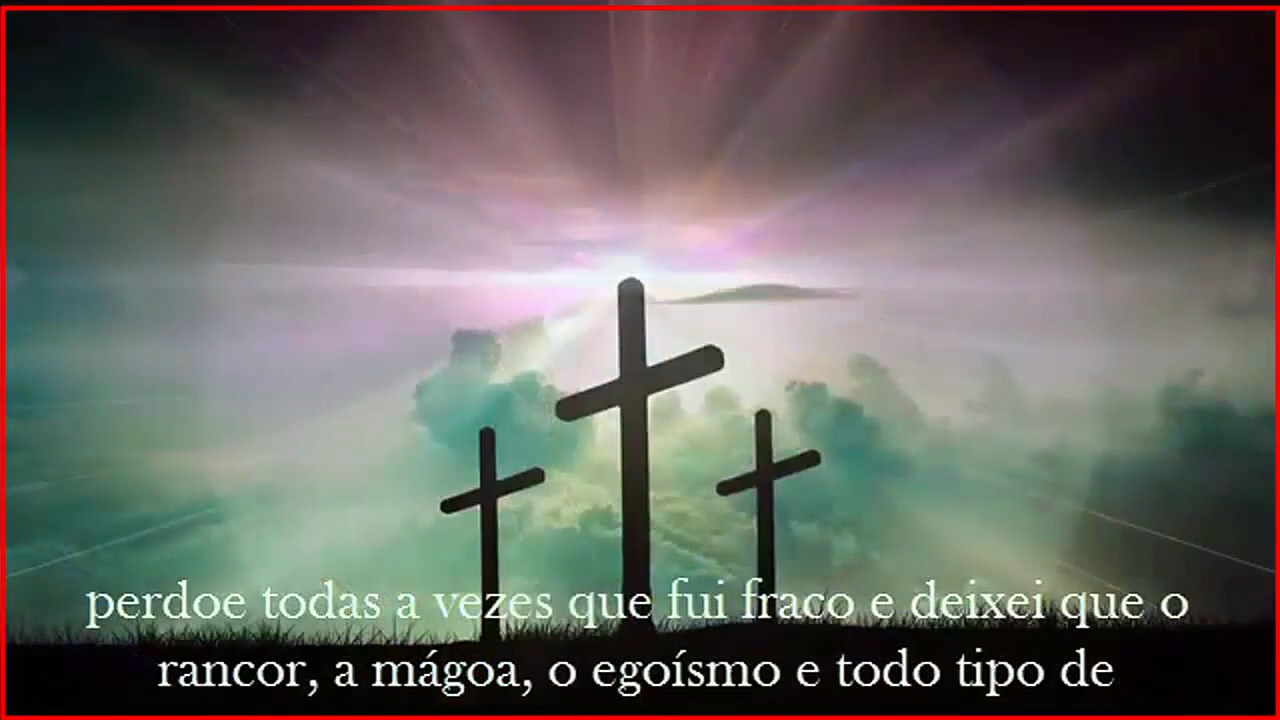 perdoe todas a vezes que fui fraco e deixei que o
rancor, a mágoa, o egoísmo e todo tipo de